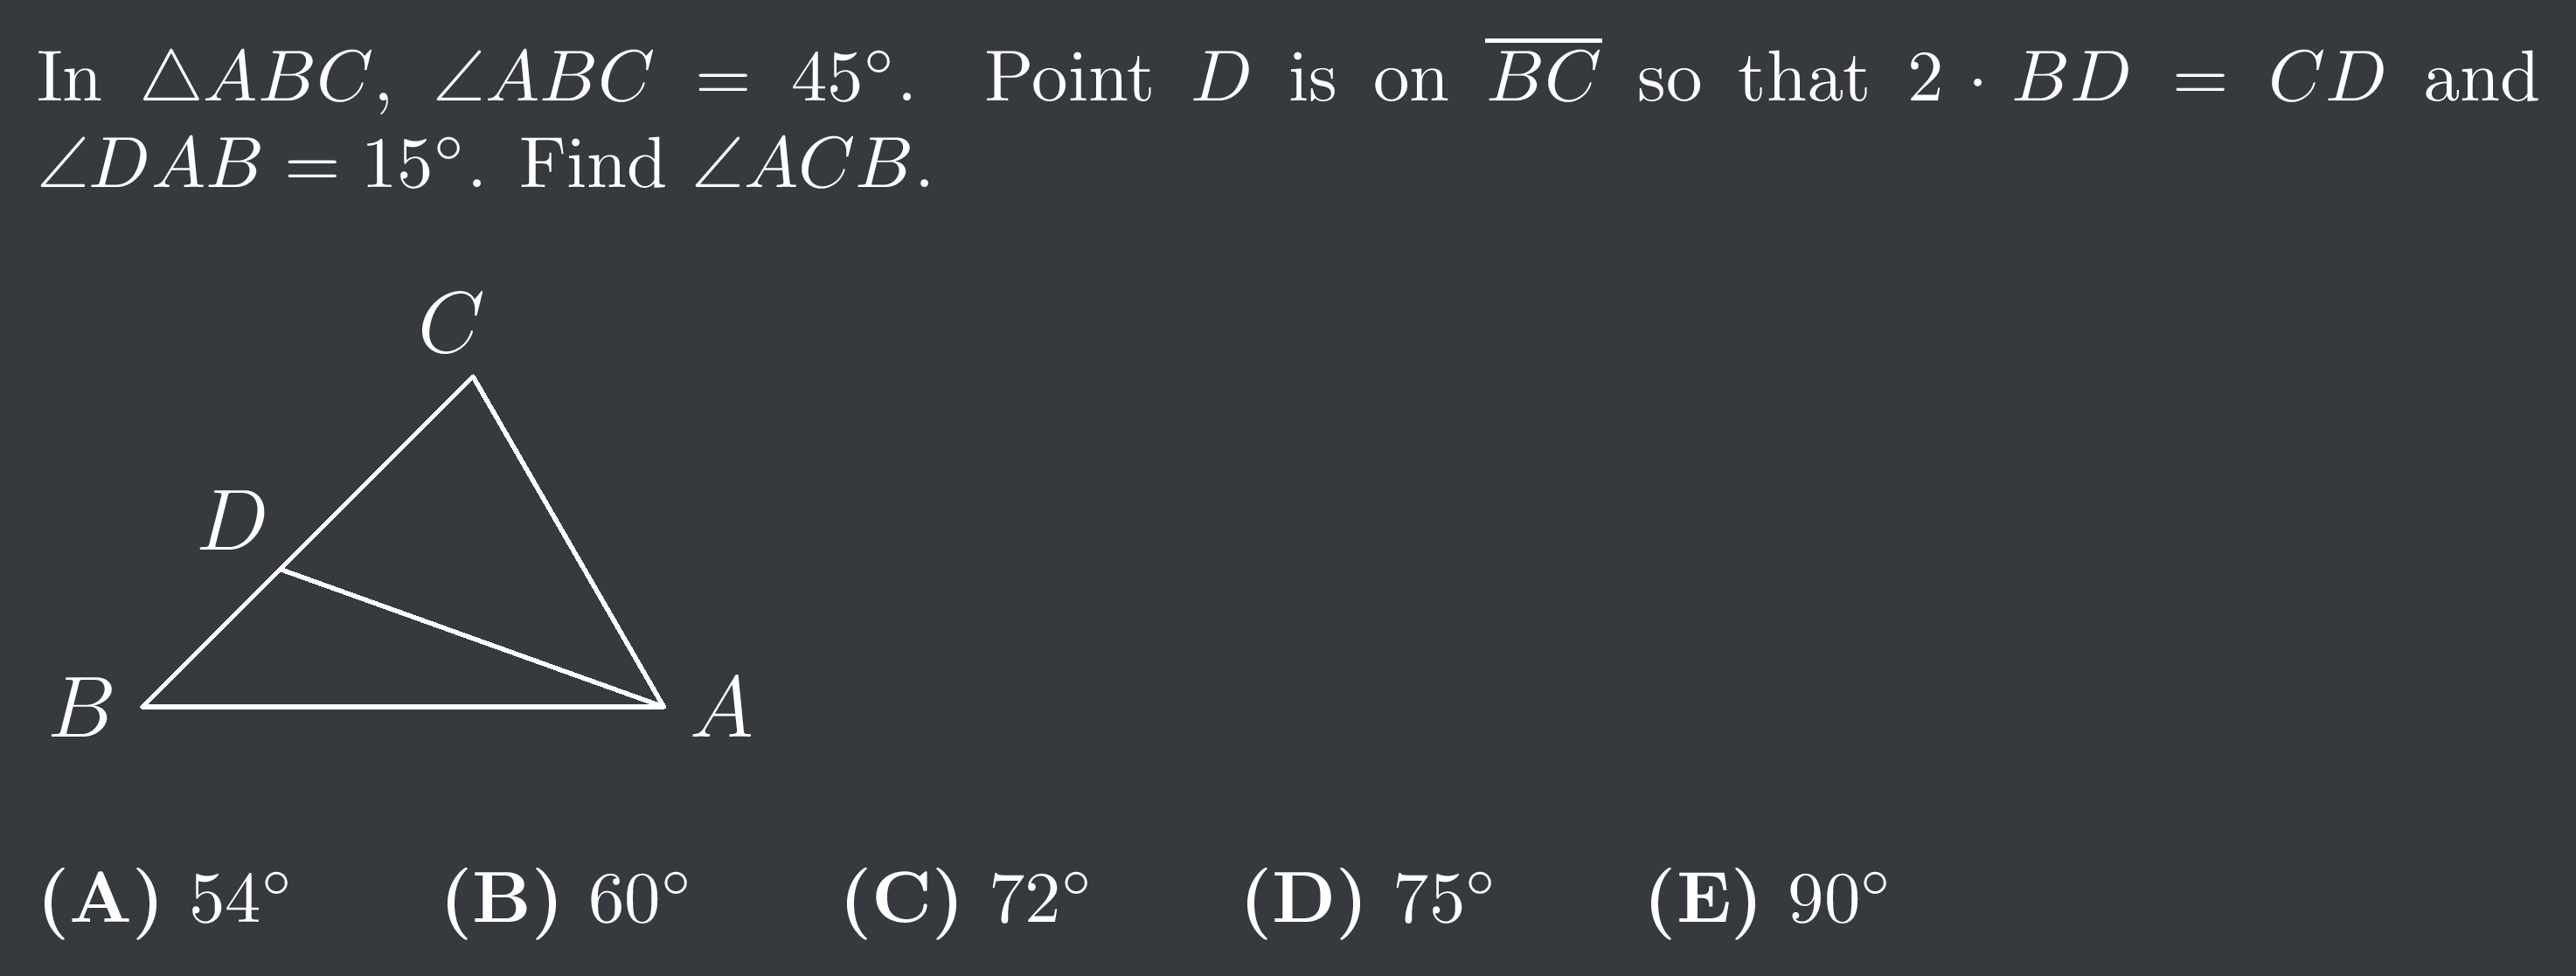 In △ABC, ∠ABC = 45°. Point D is on \overline{BC} so that 2 · BD = CD and
∠DAB = 15°. Find ∠ACB.
C
D
B A
(A) 54° (B) 60° (C) 72° (D) 75° (E) 90°